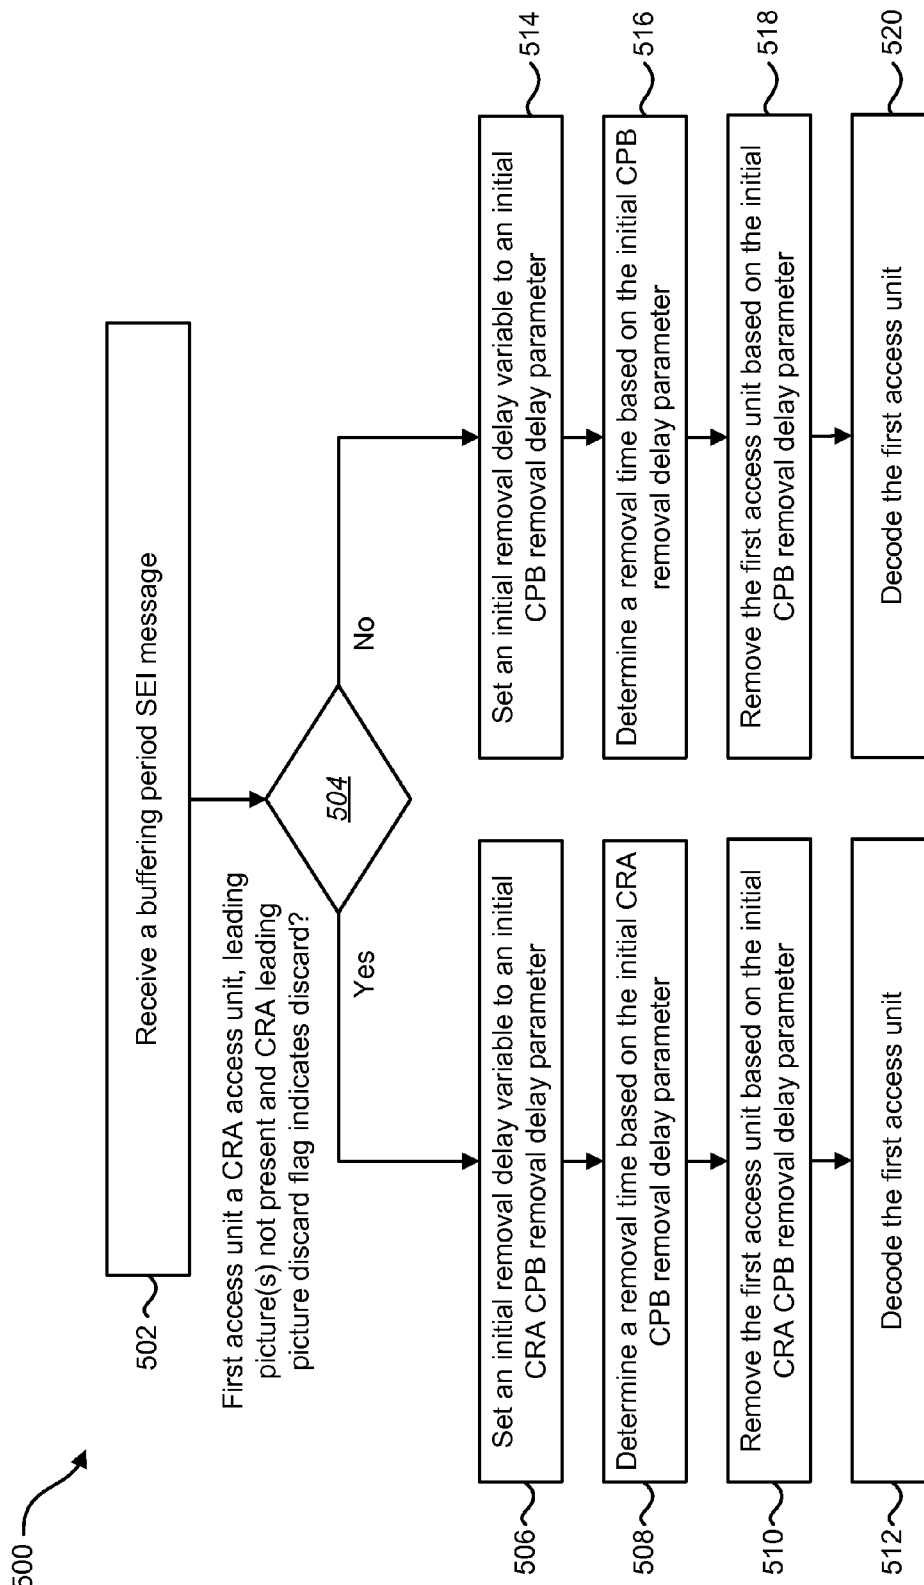 500
502
Receive a buffering period SEI message
First access unit a CRA access unit, leading
picture(s) not present and CRA leading
picture discard flag indicates discard?
504
Yes
No
506
Set an initial removal delay variable to an initial
CRA CPB removal delay parameter
508
Determine a removal time based on the initial CRA
CPB removal delay parameter
510
Remove the first access unit based on the initial
CRA CPB removal delay parameter
512
Decode the first access unit
Set an initial removal delay variable to an initial
CPB removal delay parameter
514
Determine a removal time based on the initial CPB
removal delay parameter
516
Remove the first access unit based on the initial
CPB removal delay parameter
518
Decode the first access unit
520